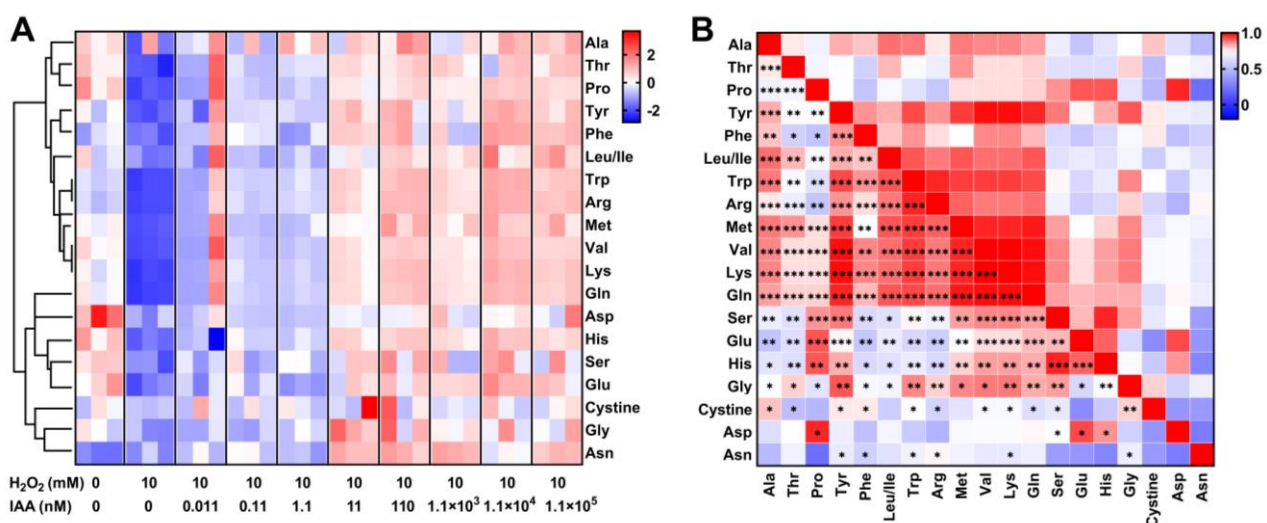 A
Ala
Thr
Pro
Tyr
Phe
Leu/Ile
Trp
Arg
Met
Val
Lys
Gln
Asp
His
Ser
Glu
Cystine
Gly
Asn
2
0
-2
H₂O₂ (mM) 0 10 10 10 10 10 10 10 10 10
IAA (nM) 0 0 0.011 0.11 1.1 11 110 1.1×10³ 1.1×10⁴ 1.1×10⁵
B
Ala
Thr ***
Pro *** ***
Tyr *** ** **
Phe ** * * ***
Leu/Ile *** ** ** *** **
Trp *** ** ** *** *** ***
Arg *** *** ** *** *** *** ***
Met *** *** *** *** ** *** *** ***
Val *** *** *** *** ** *** *** *** ***
Lys *** *** *** *** *** *** *** *** *** ***
Gln *** *** *** *** *** *** *** *** *** *** ***
Ser ** ** *** *** ** * ** ** ** *** *** ***
Glu ** ** *** *** ** ** ** ** ** *** *** *** **
His * ** ** ** * * ** ** ** ** ** ** *** ***
Gly * * * ** * * ** ** * * ** ** ** * **
Cystine * * * * * * * * * * **
Asp * * * *
Asn * * * * * *
Ala Thr Pro Tyr Phe Leu/Ile Trp Arg Met Val Lys Gln Ser Glu His Gly Cystine Asp Asn
1.0
0.5
0